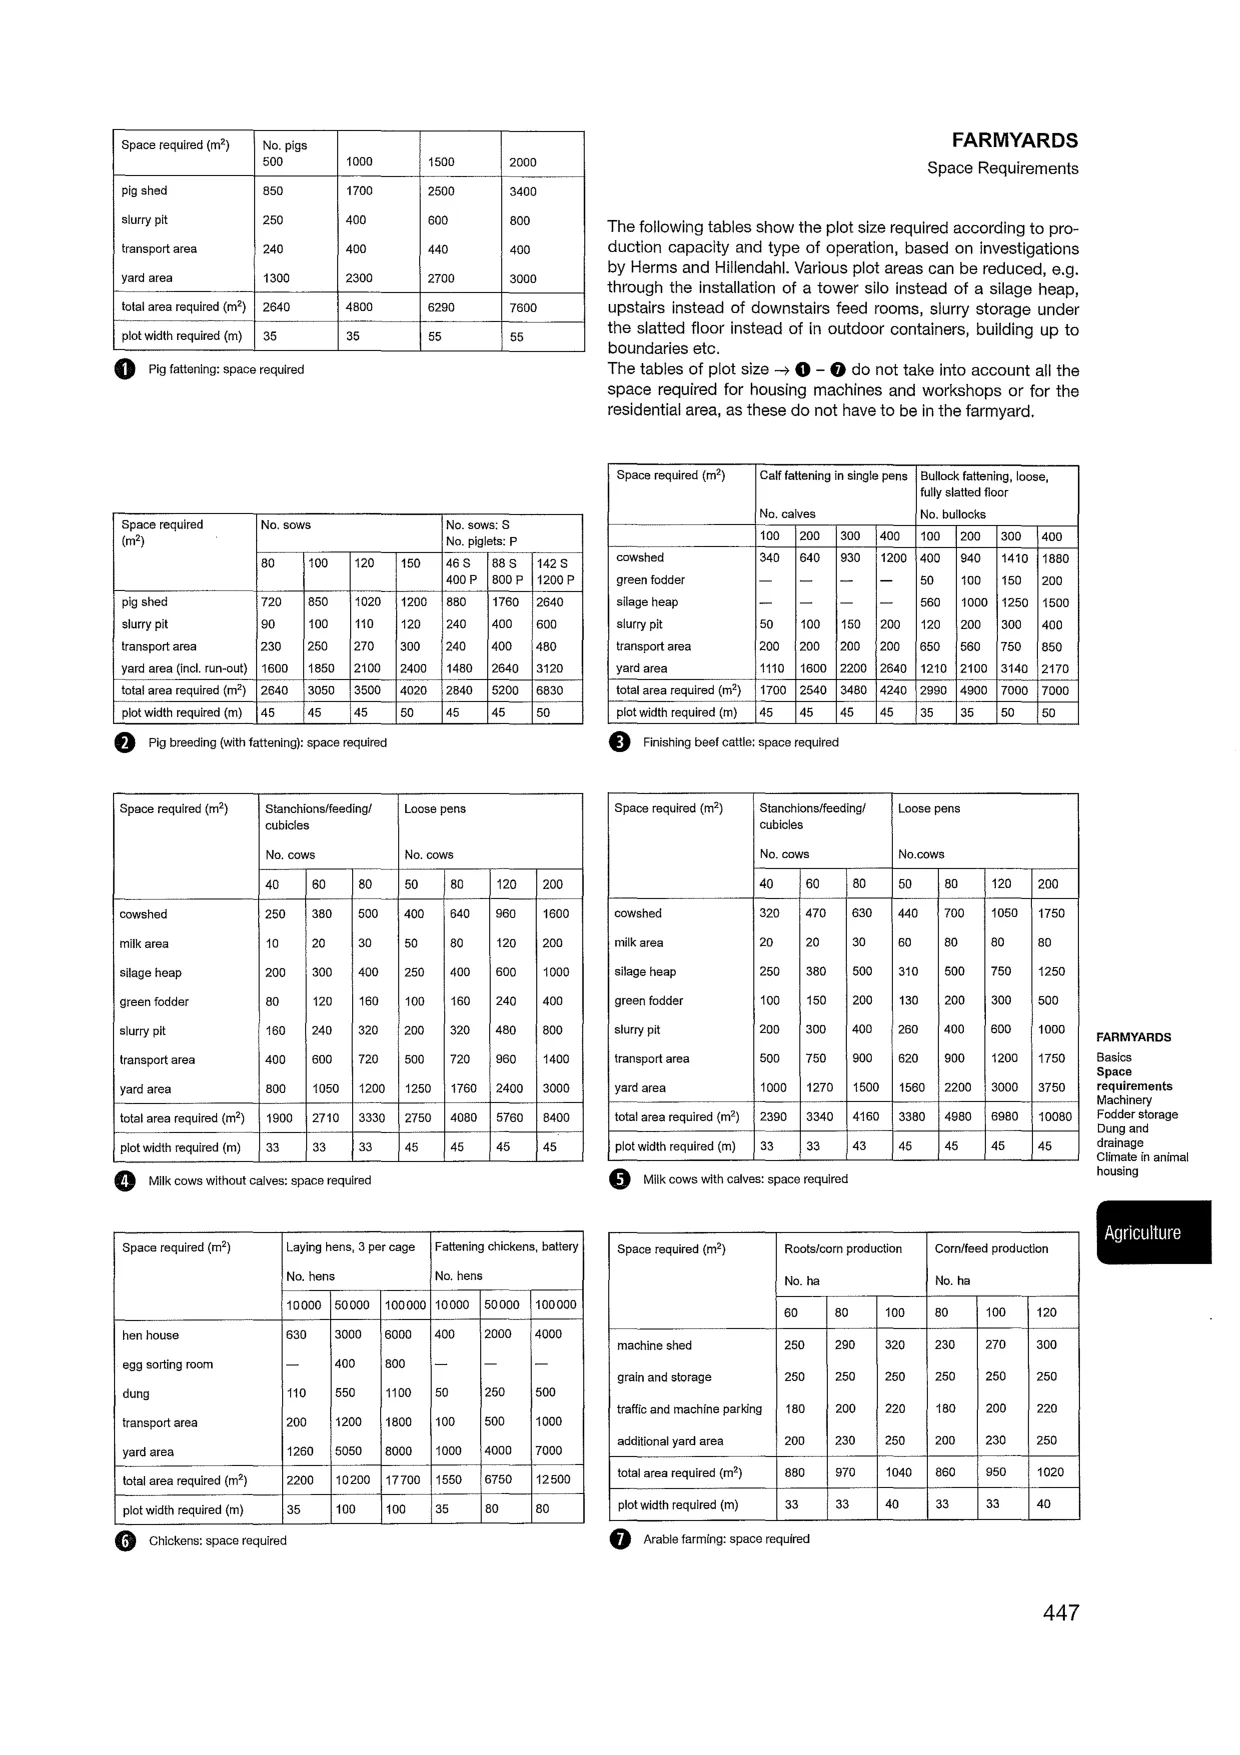 FARMYARDS
Space Requirements
The following tables show the plot size required according to pro-
duction capacity and type of operation, based on investigations
by Herms and Hillendahl. Various plot areas can be reduced, e.g.
through the installation of a tower silo instead of a silage heap,
upstairs instead of downstairs feed rooms, slurry storage under
the slatted floor instead of in outdoor containers, building up to
boundaries etc.
The tables of plot size → 1 – 7 do not take into account all the
space required for housing machines and workshops or for the
residential area, as these do not have to be in the farmyard.
Space required (m²) No. pigs
500 1000 1500 2000
pig shed 850 1700 2500 3400
slurry pit 250 400 600 800
transport area 240 400 440 400
yard area 1300 2300 2700 3000
total area required (m²) 2640 4800 6290 7600
plot width required (m) 35 35 55 55
1 Pig fattening: space required
Space required No. sows No. sows: S
(m²) No. piglets: P
80 100 120 150 46 S 88 S 142 S
400 P 800 P 1200 P
pig shed 720 850 1020 1200 880 1760 2640
slurry pit 90 100 110 120 240 400 600
transport area 230 250 270 300 240 400 480
yard area (incl. run-out) 1600 1850 2100 2400 1480 2640 3120
total area required (m²) 2640 3050 3500 4020 2840 5200 6830
plot width required (m) 45 45 45 50 45 45 50
2 Pig breeding (with fattening): space required
Space required (m²) Calf fattening in single pens Bullock fattening, loose,
fully slatted floor
No. calves No. bullocks
100 200 300 400 100 200 300 400
cowshed 340 640 930 1200 400 940 1410 1880
green fodder — — — — 50 100 150 200
silage heap — — — — 560 1000 1250 1500
slurry pit 50 100 150 200 120 200 300 400
transport area 200 200 200 200 650 560 750 850
yard area 1110 1600 2200 2640 1210 2100 3140 2170
total area required (m²) 1700 2540 3480 4240 2990 4900 7000 7000
plot width required (m) 45 45 45 45 35 35 50 50
3 Finishing beef cattle: space required
Space required (m²) Stanchions/feeding/ Loose pens
cubicles
No. cows No. cows
40 60 80 50 80 120 200
cowshed 250 380 500 400 640 960 1600
milk area 10 20 30 50 80 120 200
silage heap 200 300 400 250 400 600 1000
green fodder 80 120 160 100 160 240 400
slurry pit 160 240 320 200 320 480 800
transport area 400 600 720 500 720 960 1400
yard area 800 1050 1200 1250 1760 2400 3000
total area required (m²) 1900 2710 3330 2750 4080 5760 8400
plot width required (m) 33 33 33 45 45 45 45
4 Milk cows without calves: space required
Space required (m²) Stanchions/feeding/ Loose pens
cubicles
No. cows No.cows
40 60 80 50 80 120 200
cowshed 320 470 630 440 700 1050 1750
milk area 20 20 30 60 80 80 80
silage heap 250 380 500 310 500 750 1250
green fodder 100 150 200 130 200 300 500
slurry pit 200 300 400 260 400 600 1000
transport area 500 750 900 620 900 1200 1750
yard area 1000 1270 1500 1560 2200 3000 3750
total area required (m²) 2390 3340 4160 3380 4980 6980 10080
plot width required (m) 33 33 43 45 45 45 45
5 Milk cows with calves: space required
Space required (m²) Laying hens, 3 per cage Fattening chickens, battery
No. hens No. hens
10000 50000 100000 10000 50000 100000
hen house 630 3000 6000 400 2000 4000
egg sorting room — 400 800 — — —
dung 110 550 1100 50 250 500
transport area 200 1200 1800 100 500 1000
yard area 1260 5050 8000 1000 4000 7000
total area required (m²) 2200 10200 17700 1550 6750 12500
plot width required (m) 35 100 100 35 80 80
6 Chickens: space required
Space required (m²) Roots/corn production Corn/feed production
No. ha No. ha
60 80 100 80 100 120
machine shed 250 290 320 230 270 300
grain and storage 250 250 250 250 250 250
traffic and machine parking 180 200 220 180 200 220
additional yard area 200 230 250 200 230 250
total area required (m²) 880 970 1040 860 950 1020
plot width required (m) 33 33 40 33 33 40
7 Arable farming: space required
FARMYARDS
Basics
Space
requirements
Machinery
Fodder storage
Dung and
drainage
Climate in animal
housing
Agriculture
447